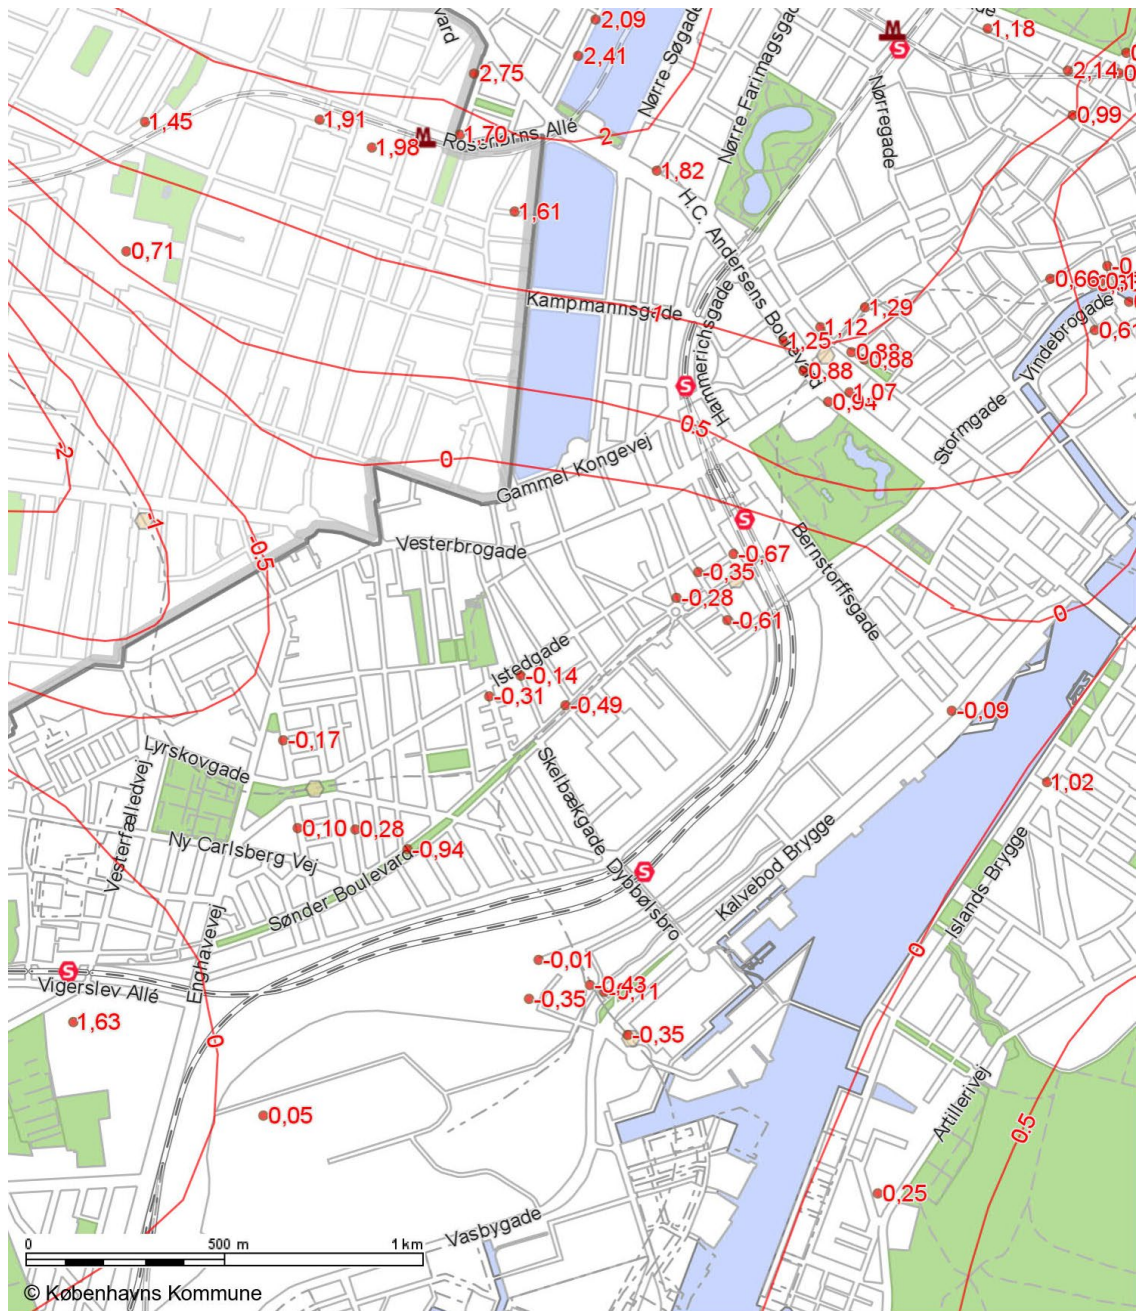 2,09
1,18
2,41
2,75
2,14
Nørre Søgade
Nørre Farimagsgade
Nørregade
M
S
0,99
1,45
1,91
1,98
M
1,70
Rosenørns Allé
2
1,82
1,61
H.C. Andersens Boulevard
0,71
0,66
Vindebrogade
Kampmannsgade
1
Hammerichsgade
1,29
1,12
1,25
0,88
0,88
0,88
1,07
0,94
S
0.5
Stormgade
-2
0
Gammel Kongevej
-1
-0.5
Vesterbrogade
S
Bernstorffsgade
-0,67
-0,35
-0,28
-0,61
0
Istedgade
-0,14
-0,31
-0,49
-0,09
-0,17
Lyrskovgade
Skelbækgade
1,02
Vesterfælledvej
0,10
0,28
-0,94
Ny Carlsberg Vej
Sønder Boulevard
S
Dybbølsbro
Kalvebod Brygge
Islands Brygge
0
Enghavevej
S
Vigerslev Allé
-0,01
-0,43
-0,35
-0,35
1,63
0
0,05
Artillerivej
0.5
0,25
Vasbygade
0 500 m 1 km
© Københavns Kommune